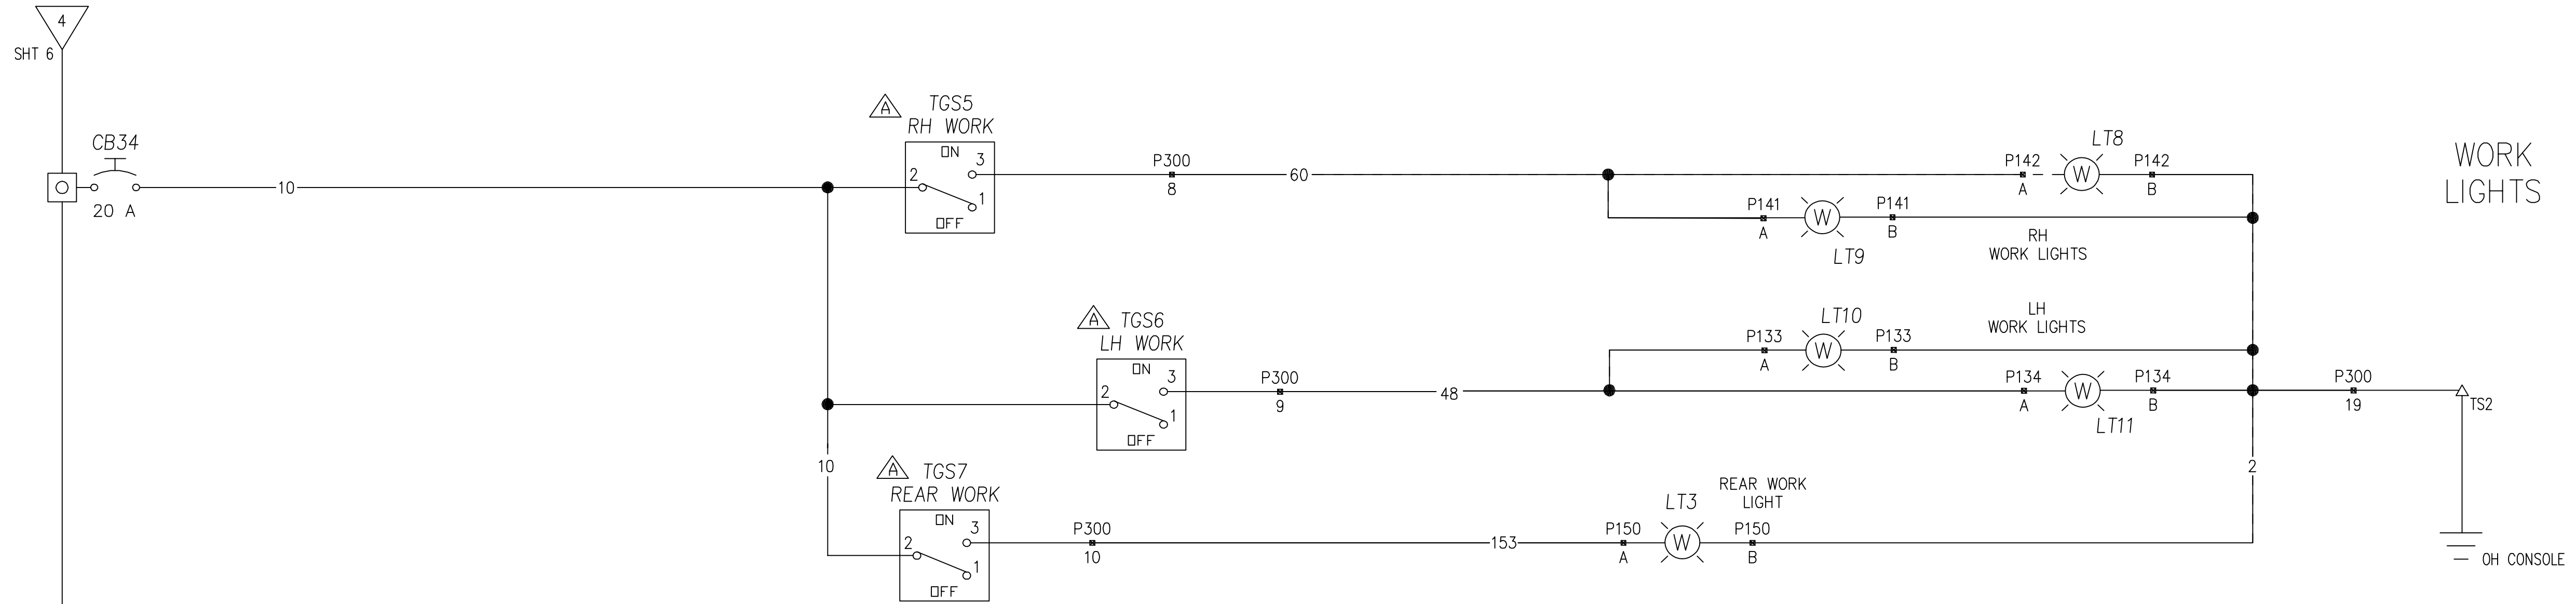 4
SHT 6
CB34
20 A
10
A
TGS5
RH WORK
ON
3
2
1
OFF
P300
8
60
P142
A
LT8
W
P142
B
P141
A
W
LT9
P141
B
RH
WORK LIGHTS
WORK
LIGHTS
A
TGS6
LH WORK
ON
3
2
1
OFF
P300
9
48
P133
A
LT10
W
P133
B
LH
WORK LIGHTS
P134
A
W
LT11
P134
B
P300
19
TS2
10
2
A
TGS7
REAR WORK
ON
3
2
1
OFF
P300
10
153
P150
A
LT3
W
REAR WORK
LIGHT
P150
B
OH CONSOLE